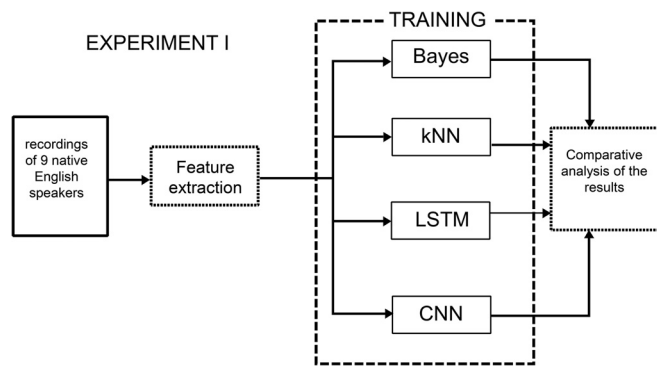 EXPERIMENT I
TRAINING
recordings
of 9 native
English
speakers
Feature
extraction
Bayes
kNN
LSTM
CNN
Comparative
analysis of the
results